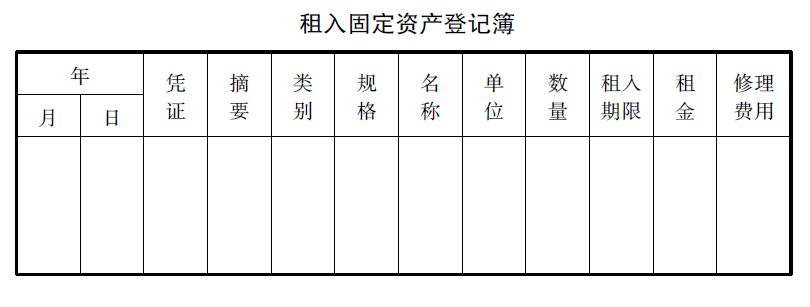 租入固定资产登记簿
年 凭证 摘要 类别 规格 名称 单位 数量 租入期限 租金 修理费用
月 日